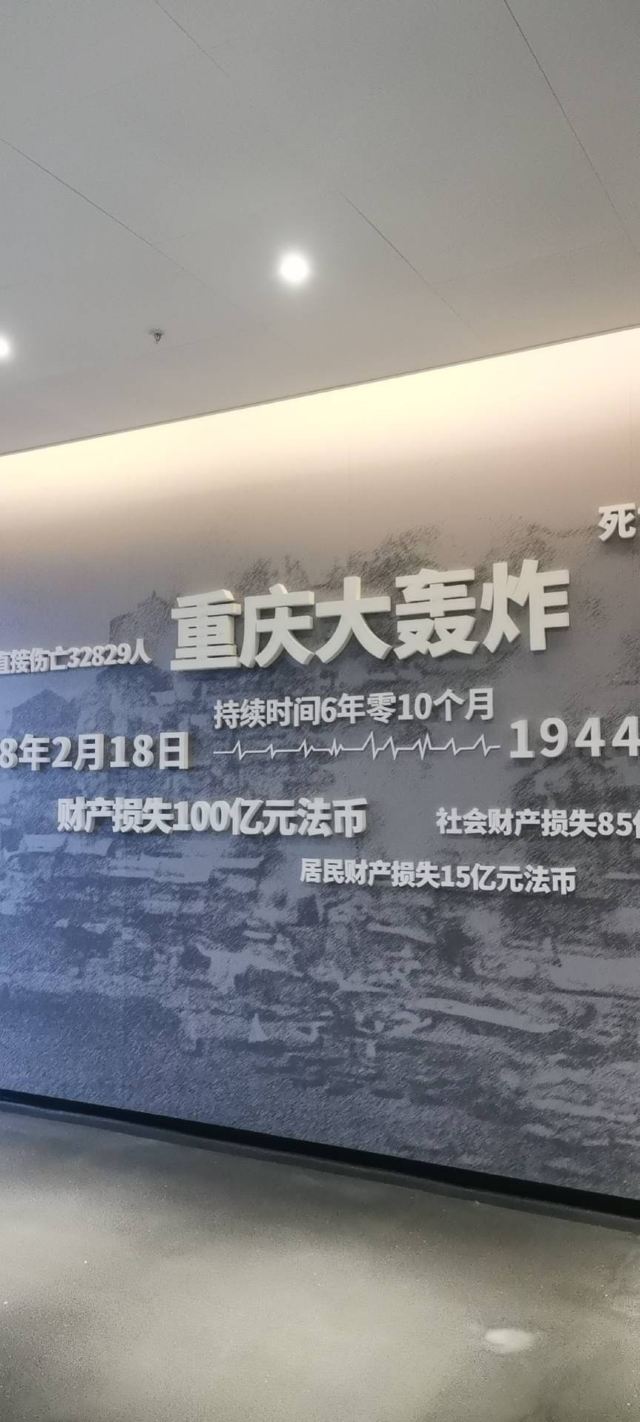 死
直接伤亡32829人
重庆大轰炸
持续时间6年零10个月
8年2月18日
1944
财产损失100亿元法币
社会财产损失85
居民财产损失15亿元法币